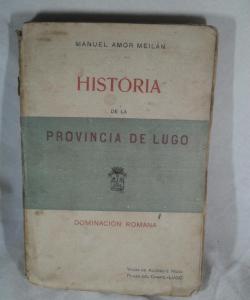 MANUEL AMOR MEILÁN
HISTORIA
DE LA
PROVINCIA DE LUGO
DOMINACIÓN ROMANA